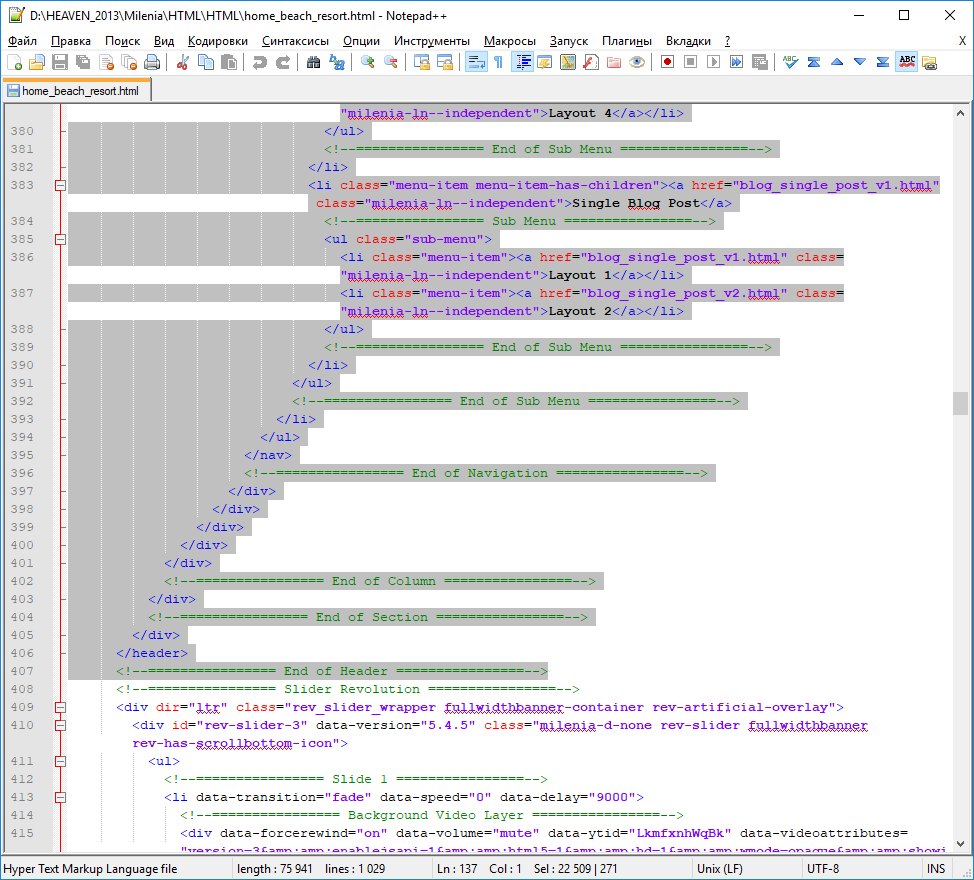 D:\HEAVEN_2013\Milenia\HTML\HTML\home_beach_resort.html - Notepad++
Файл Правка Поиск Вид Кодировки Синтаксисы Опции Инструменты Макросы Запуск Плагины Вкладки ? X
home_beach_resort.html
"milenia-ln--independent">Layout 4</a></li>
380 </ul>
381 <!--================ End of Sub Menu ================-->
382 </li>
383 <li class="menu-item menu-item-has-children"><a href="blog_single_post_v1.html"
class="milenia-ln--independent">Single Blog Post</a>
384 <!--================ Sub Menu ================-->
385 <ul class="sub-menu">
386 <li class="menu-item"><a href="blog_single_post_v1.html" class=
"milenia-ln--independent">Layout 1</a></li>
387 <li class="menu-item"><a href="blog_single_post_v2.html" class=
"milenia-ln--independent">Layout 2</a></li>
388 </ul>
389 <!--================ End of Sub Menu ================-->
390 </li>
391 </ul>
392 <!--================ End of Sub Menu ================-->
393 </li>
394 </ul>
395 </nav>
396 <!--================ End of Navigation ================-->
397 </div>
398 </div>
399 </div>
400 </div>
401 </div>
402 <!--================ End of Column ================-->
403 </div>
404 <!--================ End of Section ================-->
405 </div>
406 </header>
407 <!--================ End of Header ================-->
408 <!--================ Slider Revolution ================-->
409 <div dir="ltr" class="rev_slider_wrapper fullwidthbanner-container rev-artificial-overlay">
410 <div id="rev-slider-3" data-version="5.4.5" class="milenia-d-none rev-slider fullwidthbanner
rev-has-scrollbottom-icon">
411 <ul>
412 <!--================ Slide 1 ================-->
413 <li data-transition="fade" data-speed="0" data-delay="9000">
414 <!--================ Background Video Layer ================-->
415 <div data-forcerewind="on" data-volume="mute" data-ytid="LkmfxnhWqBk" data-videoattributes=
"version=3&amp;amp;enablejsapi=1&amp;amp;html5=1&amp;amp;hd=1&amp;amp;wmode=opaque&amp;amp;showi
Hyper Text Markup Language file length : 75 941 lines : 1 029 Ln : 137 Col : 1 Sel : 22 509 | 271 Unix (LF) UTF-8 INS